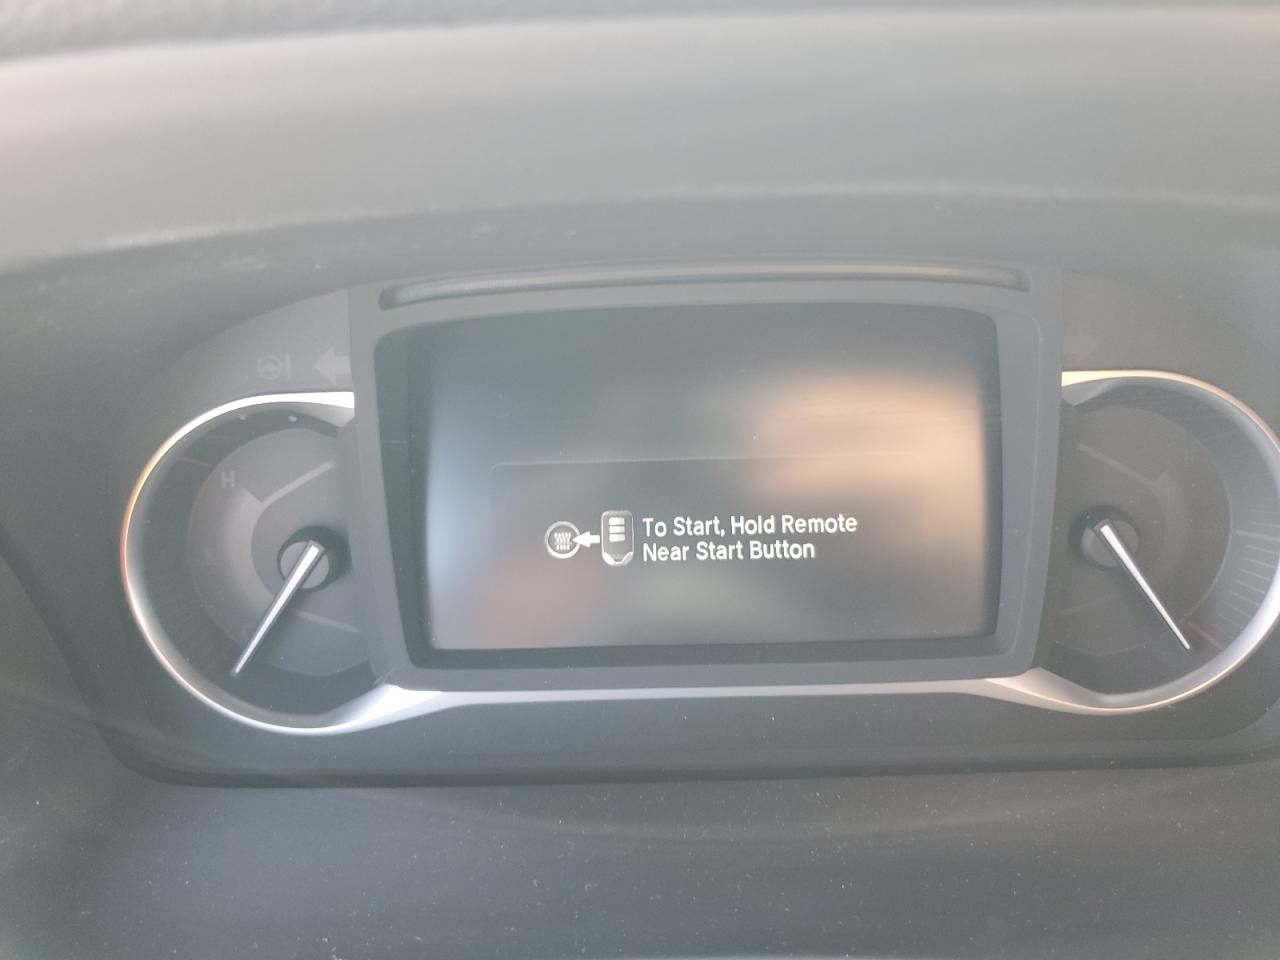 H
To Start, Hold Remote
Near Start Button